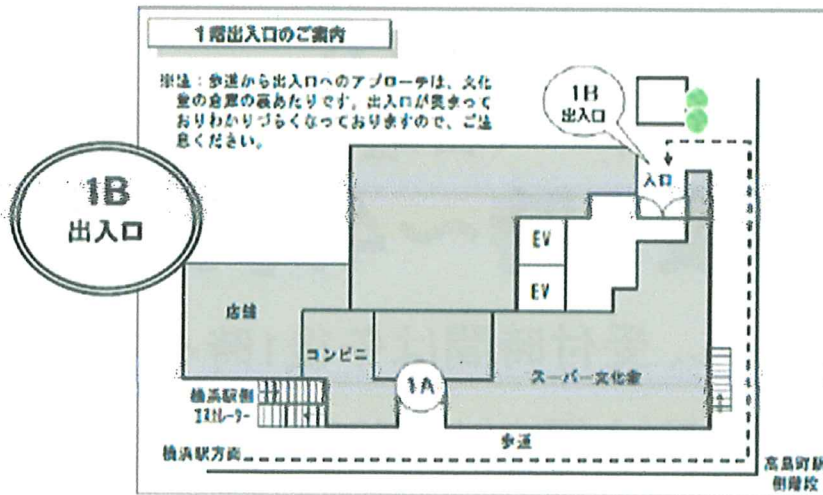 1階出入口のご案内
※注：歩道から出入口へのアプローチは、文化
堂の倉庫の裏あたりです。出入口が奥まって
おりわかりづらくなっておりますので、ご注
意ください。
1B
出入口
1B
出入口
入口
EV
EV
店舗
コンビニ
1A
スーパー文化堂
横浜駅側
エスカレーター
歩道
横浜駅方面
高島町駅
側階段